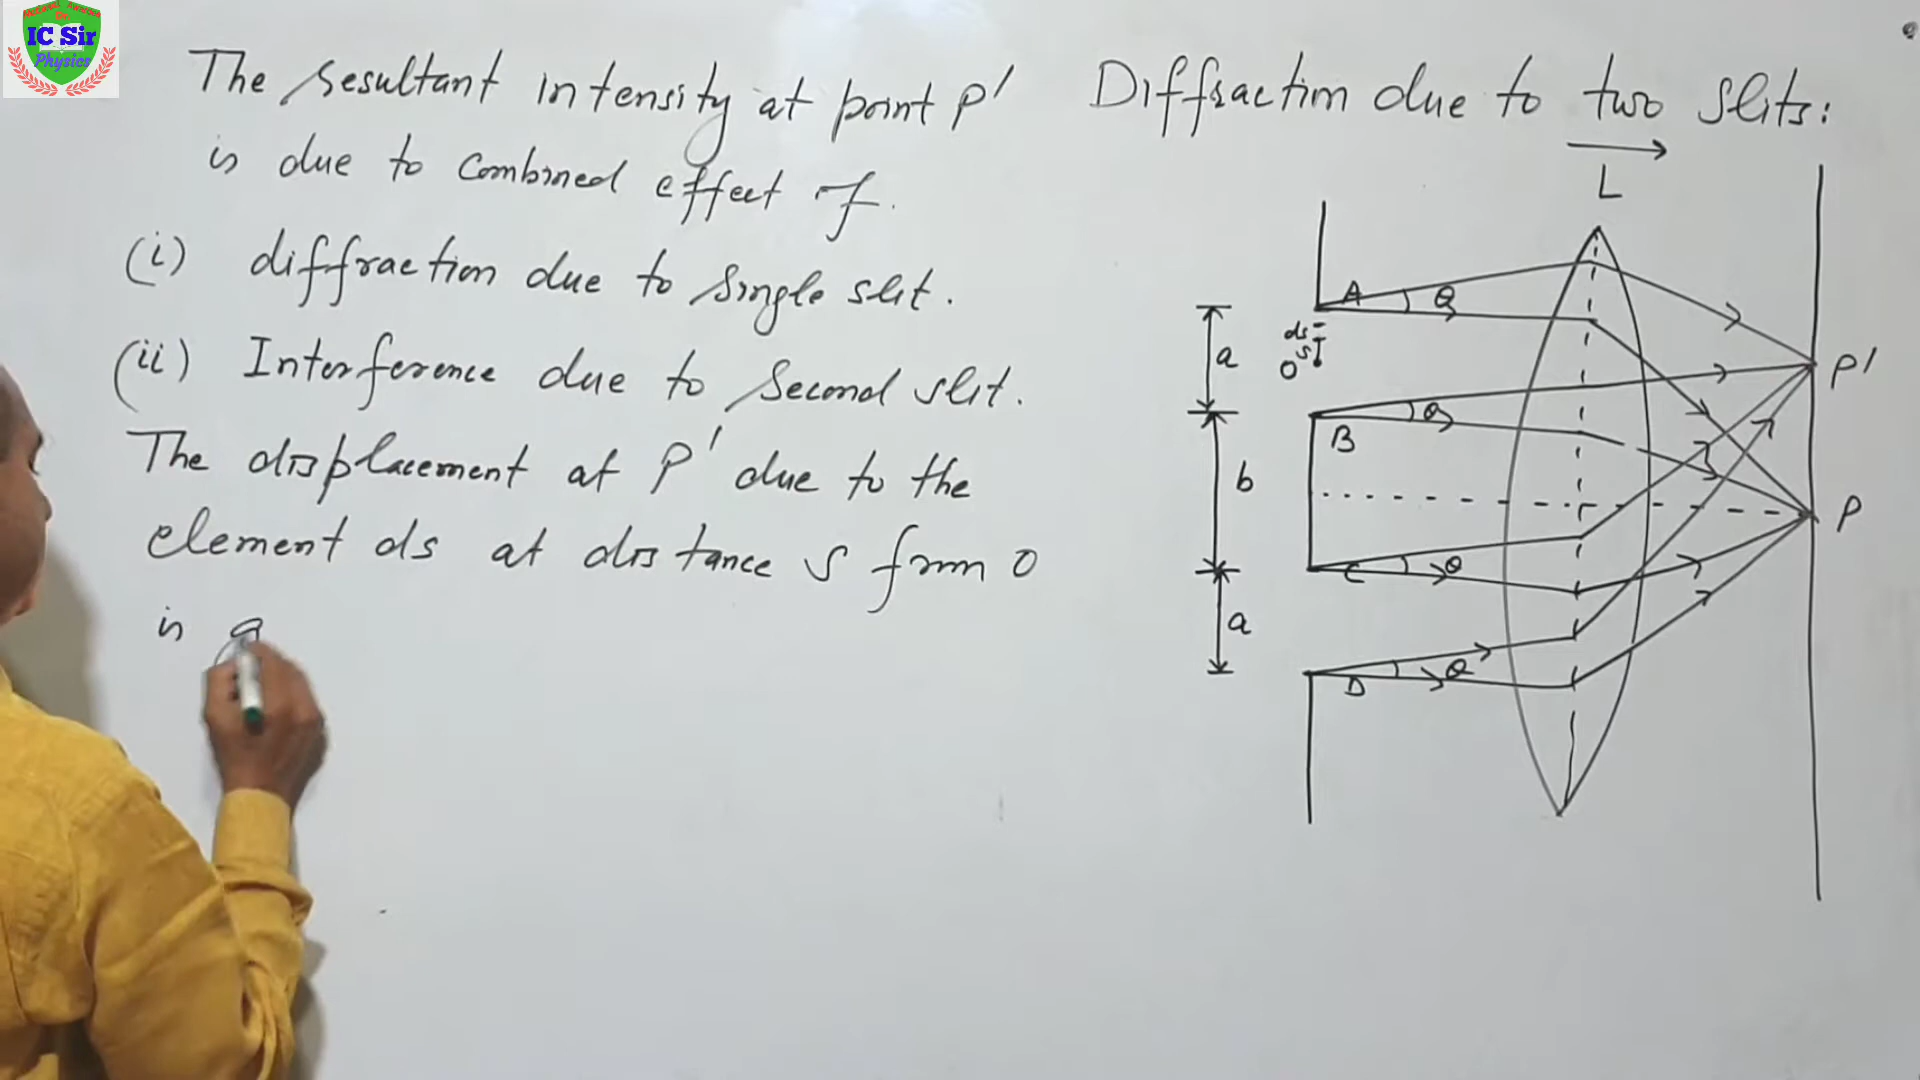 IC Sir
Physics
The resultant intensity at point P'
is due to combined effect of.
(i) diffraction due to single slit.
(ii) Interference due to second slit.
The displacement at P' due to the
element ds at distance S from O
is
Diffraction due to two slits:
L
A θ
ds
S
O
a
P'
B θ
b
P
C θ
a
D θ